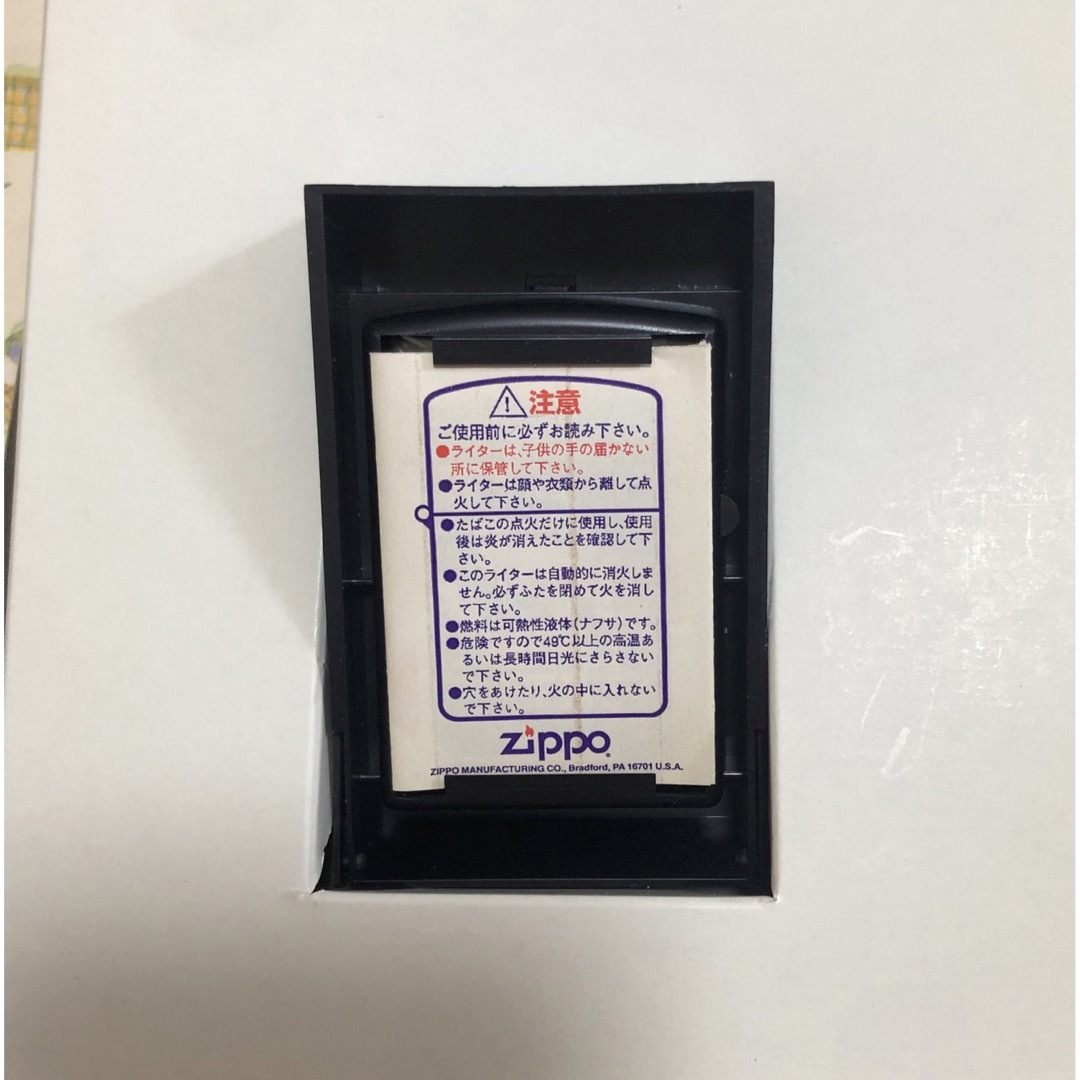 注意
ご使用前に必ずお読み下さい。
●ライターは、子供の手の届かない
所に保管して下さい。
●ライターは顔や衣類から離して点
火して下さい。
●たばこの点火だけに使用し、使用
後は炎が消えたことを確認して下
さい。
●このライターは自動的に消火しま
せん。必ずふたを閉めて火を消し
て下さい。
●燃料は可熱性液体(ナフサ)です。
●危険ですので49℃以上の高温あ
るいは長時間日光にさらさない
で下さい。
●穴をあけたり、火の中に入れない
で下さい。
Zippo
ZIPPO MANUFACTURING CO., Bradford, PA 16701 U.S.A.